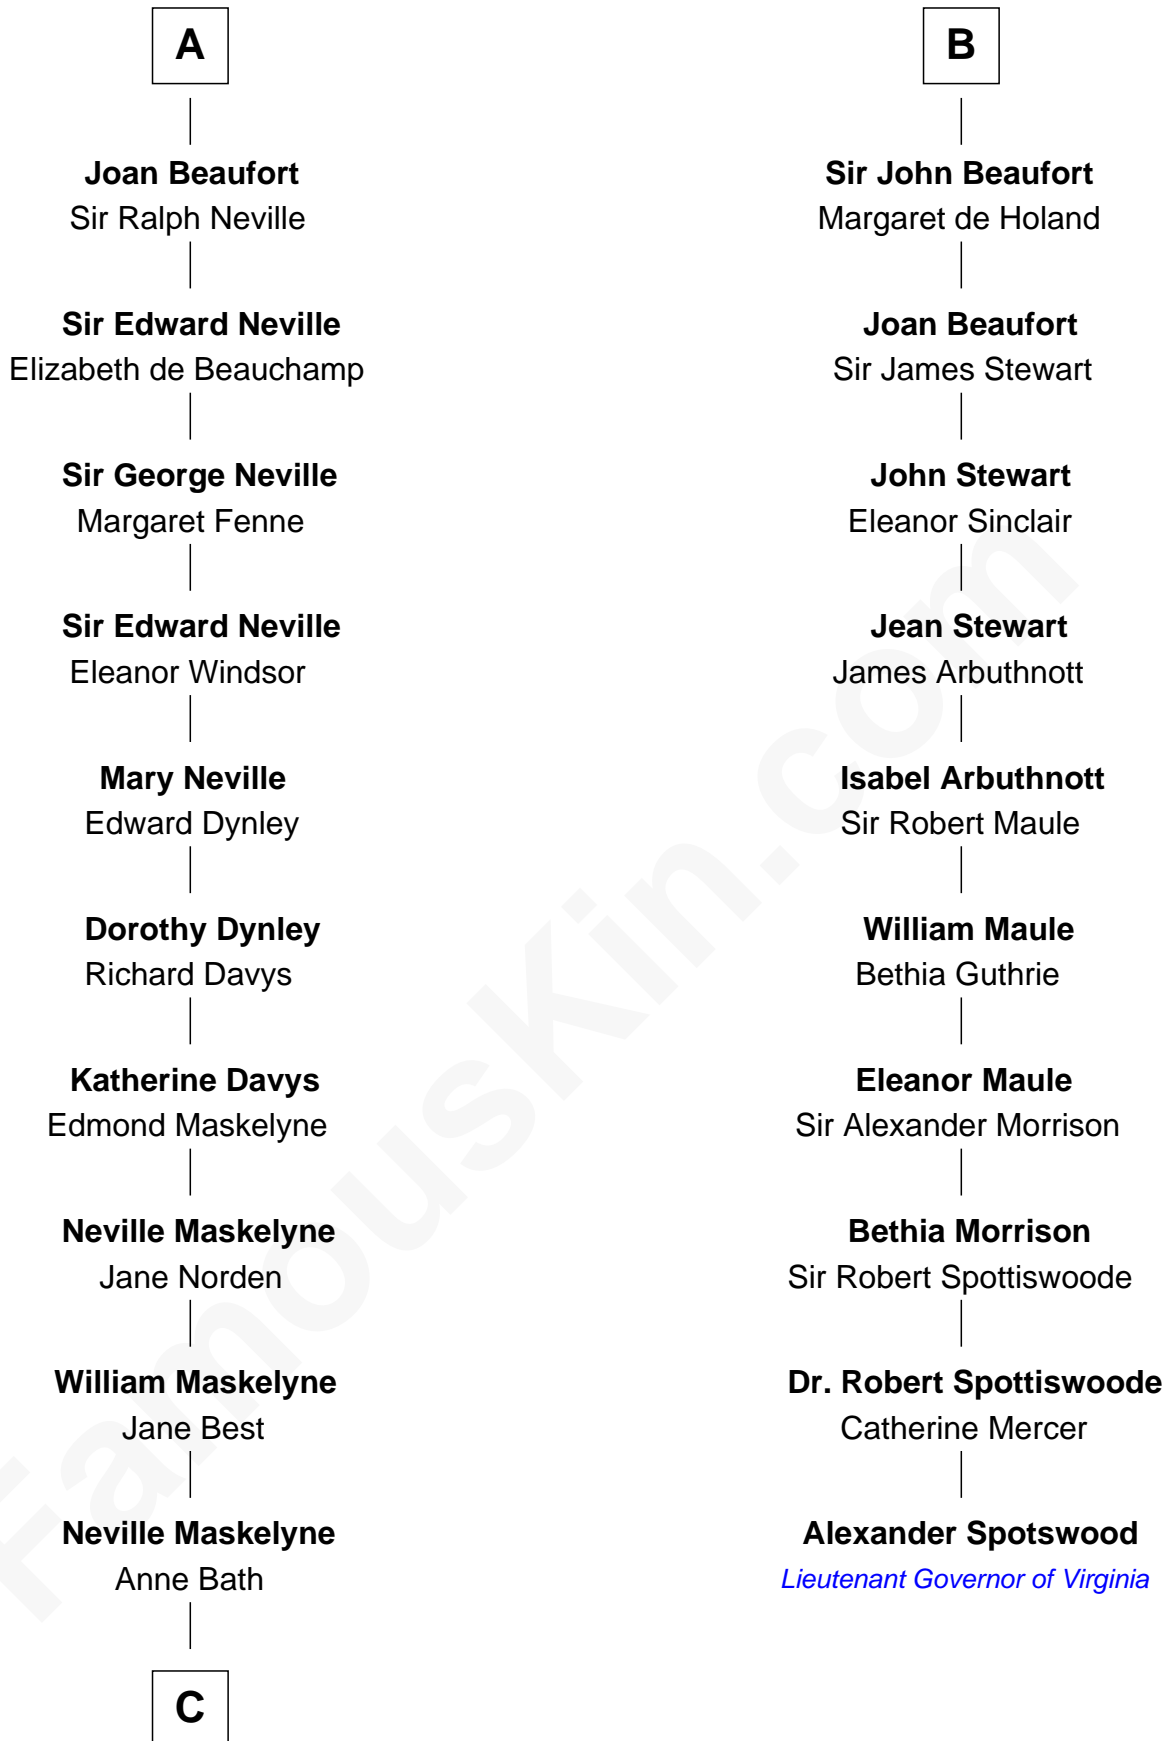 A
Joan Beaufort
Sir Ralph Neville
Sir Edward Neville
Elizabeth de Beauchamp
Sir George Neville
Margaret Fenne
Sir Edward Neville
Eleanor Windsor
Mary Neville
Edward Dynley
Dorothy Dynley
Richard Davys
Katherine Davys
Edmond Maskelyne
Neville Maskelyne
Jane Norden
William Maskelyne
Jane Best
Neville Maskelyne
Anne Bath
C
B
Sir John Beaufort
Margaret de Holand
Joan Beaufort
Sir James Stewart
John Stewart
Eleanor Sinclair
Jean Stewart
James Arbuthnott
Isabel Arbuthnott
Sir Robert Maule
William Maule
Bethia Guthrie
Eleanor Maule
Sir Alexander Morrison
Bethia Morrison
Sir Robert Spottiswoode
Dr. Robert Spottiswoode
Catherine Mercer
Alexander Spotswood
Lieutenant Governor of Virginia
FamousKin.com